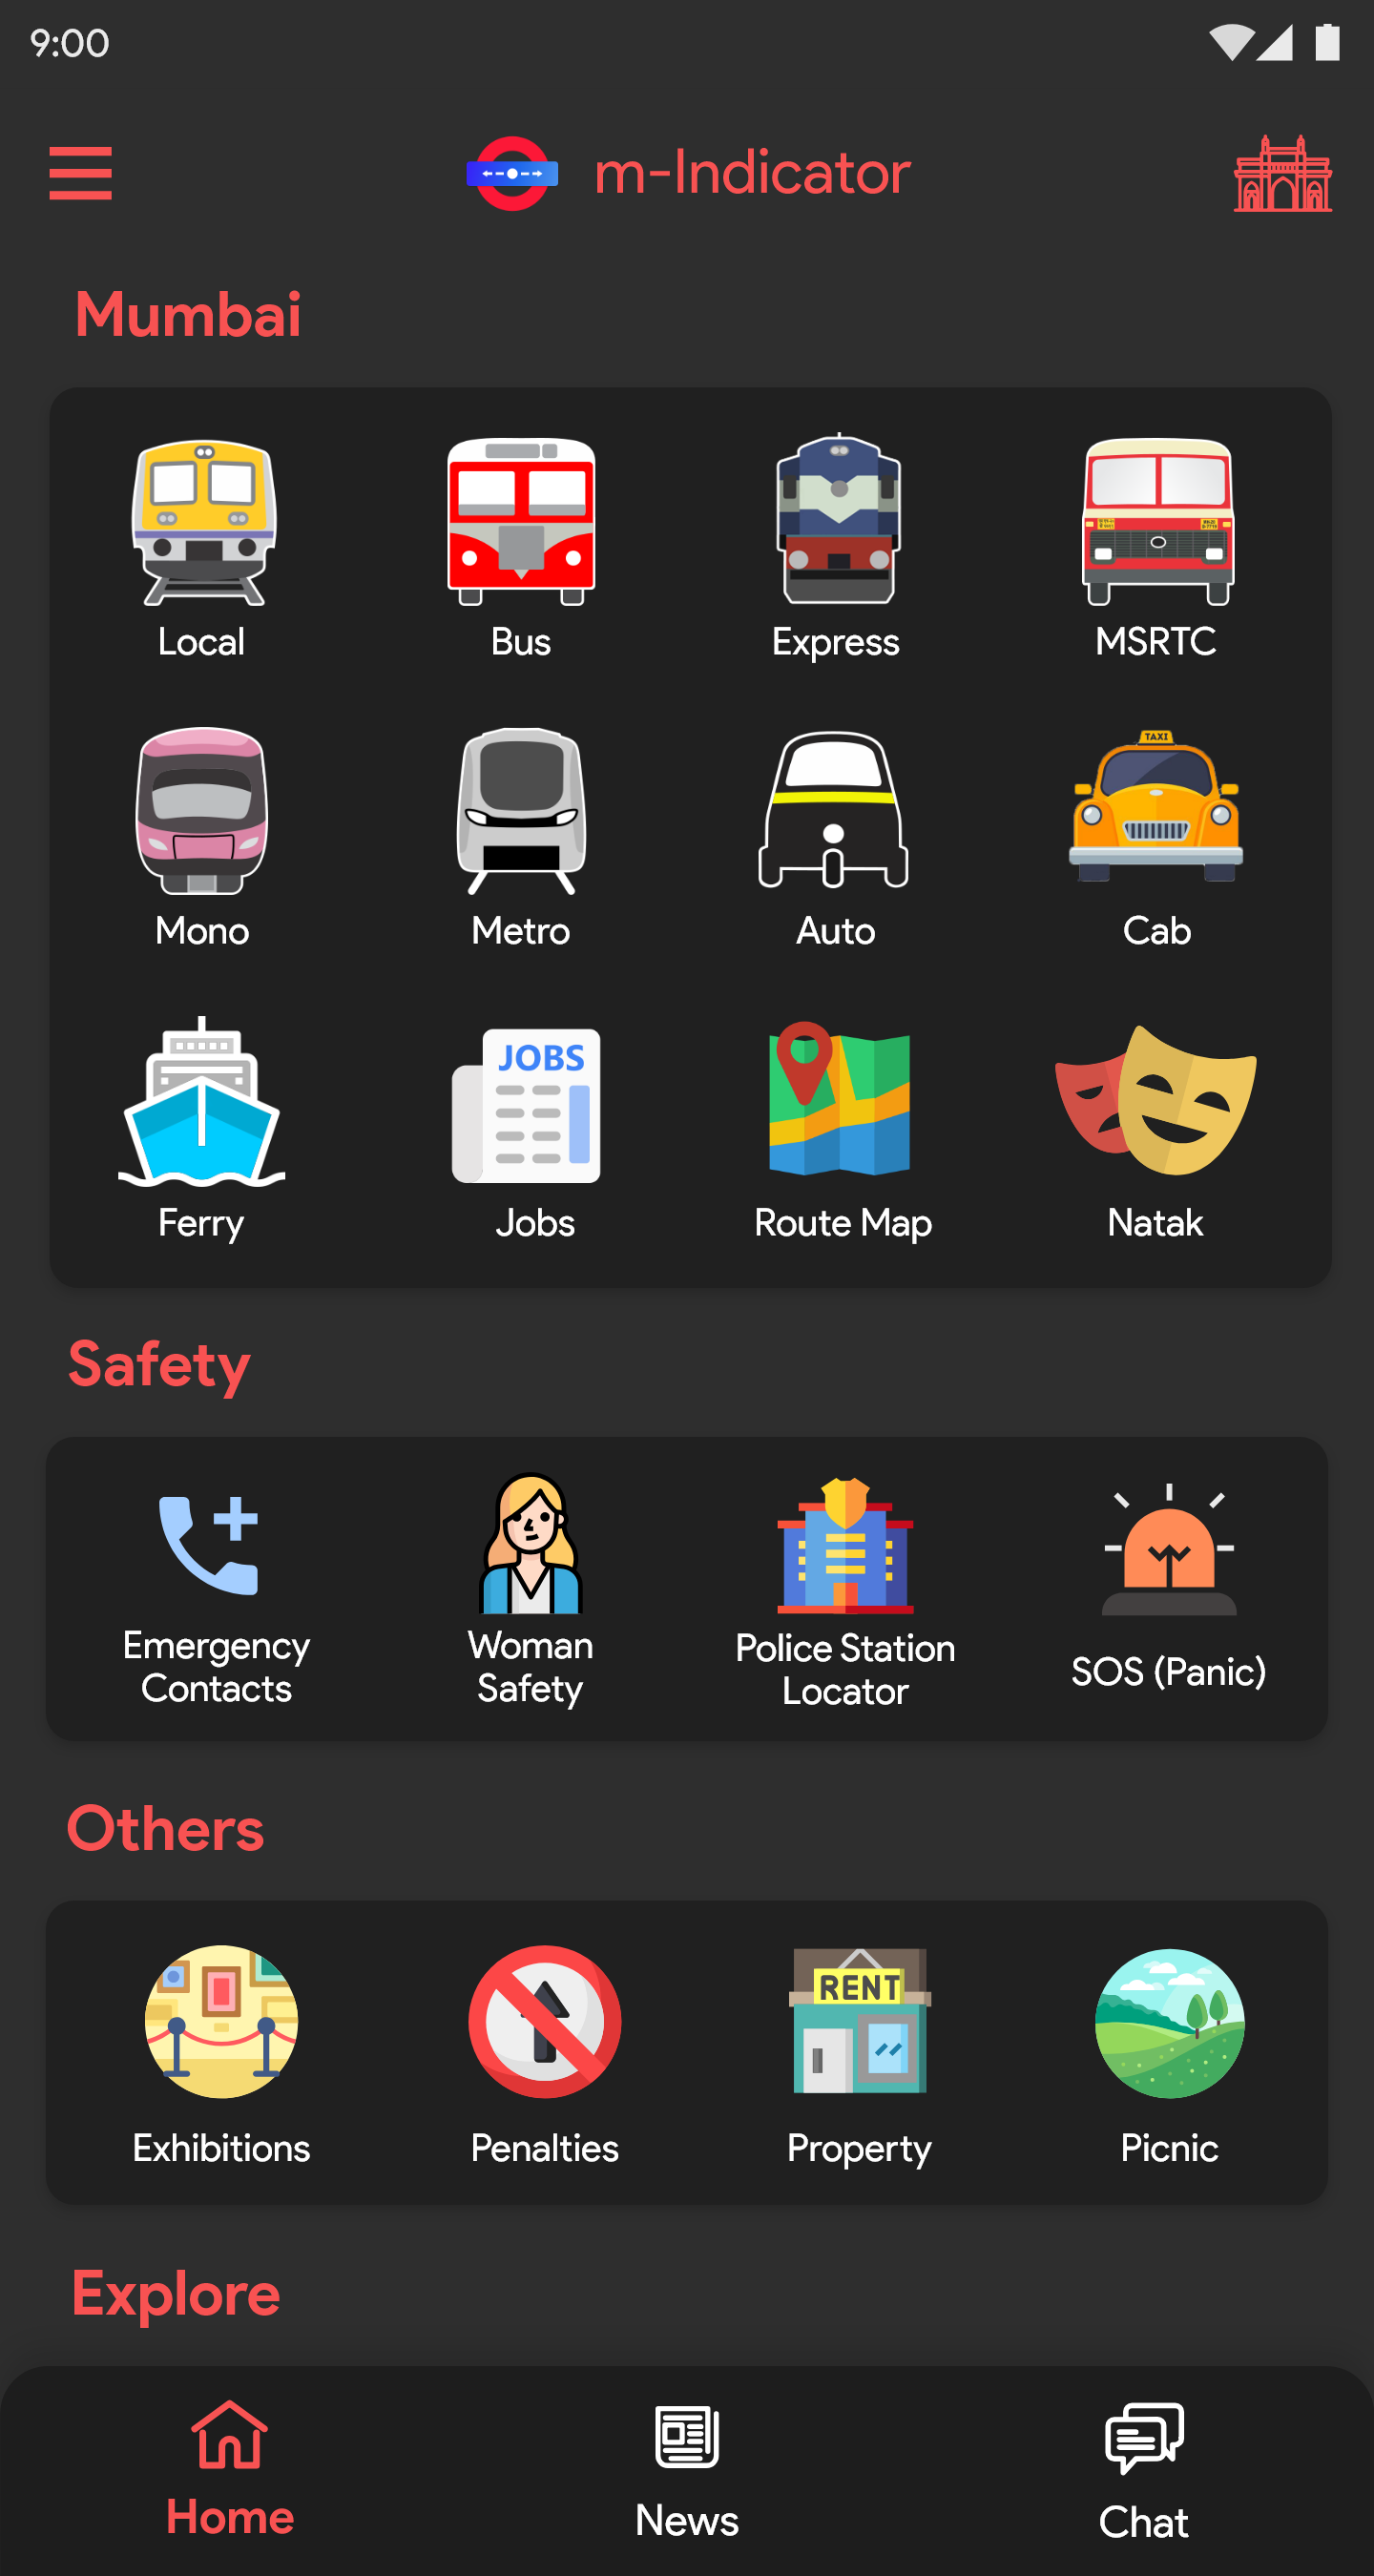 9:00
m-Indicator
Mumbai
Local Bus Express MSRTC
TAXI
Mono Metro Auto Cab
JOBS
Ferry Jobs Route Map Natak
Safety
Emergency Contacts
Woman Safety
Police Station Locator
SOS (Panic)
Others
RENT
Exhibitions Penalties Property Picnic
Explore
Home News Chat